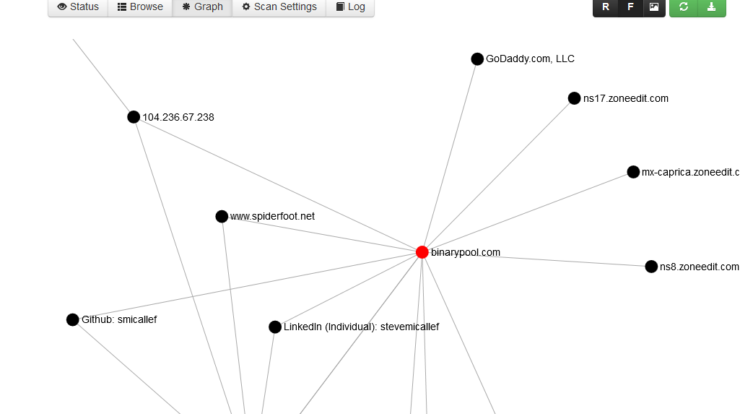 Status Browse Graph Scan Settings Log R F
GoDaddy.com, LLC
ns17.zoneedit.com
104.236.67.238
mx-caprica.zoneedit.c
www.spiderfoot.net
binarypool.com
ns8.zoneedit.com
Github: smicallef
LinkedIn (Individual): stevemicallef